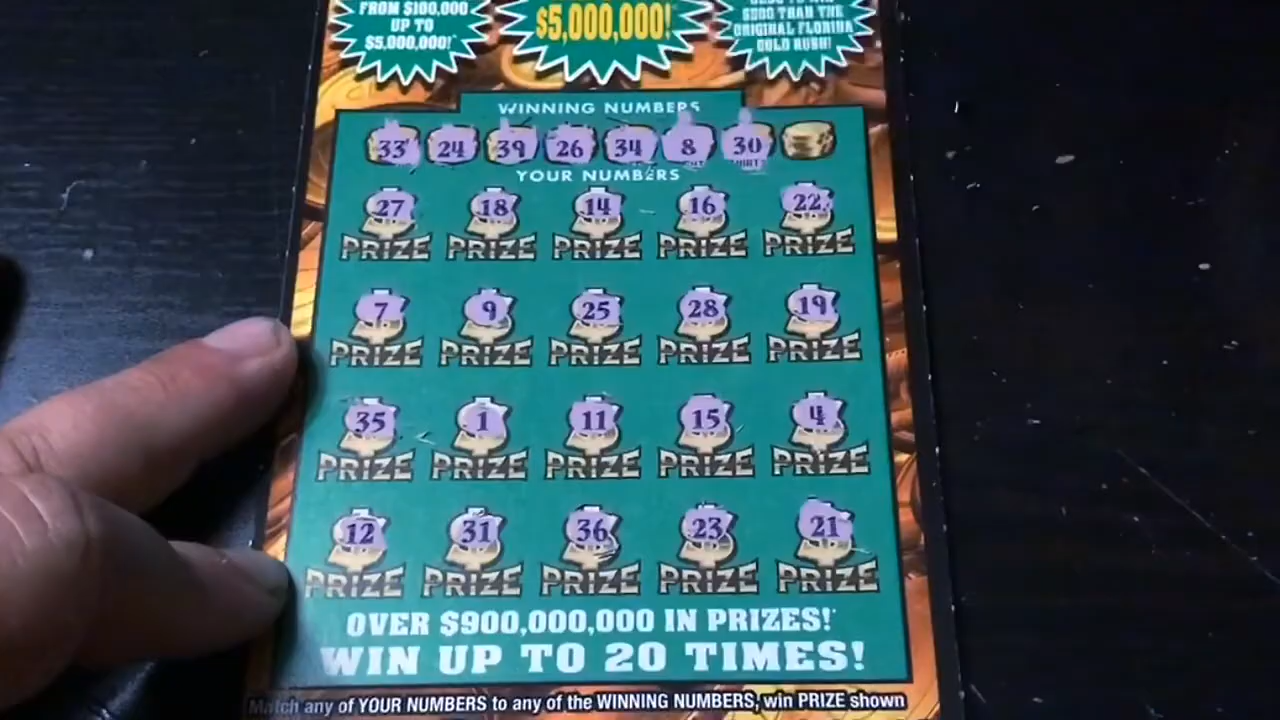 FROM $100,000
UP TO
$5,000,000!*
$5,000,000!*
$500 THAN THE
ORIGINAL FLORIDA
GOLD RUSH!
WINNING NUMBERS
33 24 39 26 34 8 30
YOUR NUMBERS
27 18 14 16 22
PRIZE PRIZE PRIZE PRIZE PRIZE
7 9 25 28 19
PRIZE PRIZE PRIZE PRIZE PRIZE
35 1 11 15 4
PRIZE PRIZE PRIZE PRIZE PRIZE
12 31 36 23 21
PRIZE PRIZE PRIZE PRIZE PRIZE
OVER $900,000,000 IN PRIZES!*
WIN UP TO 20 TIMES!
Match any of YOUR NUMBERS to any of the WINNING NUMBERS, win PRIZE shown